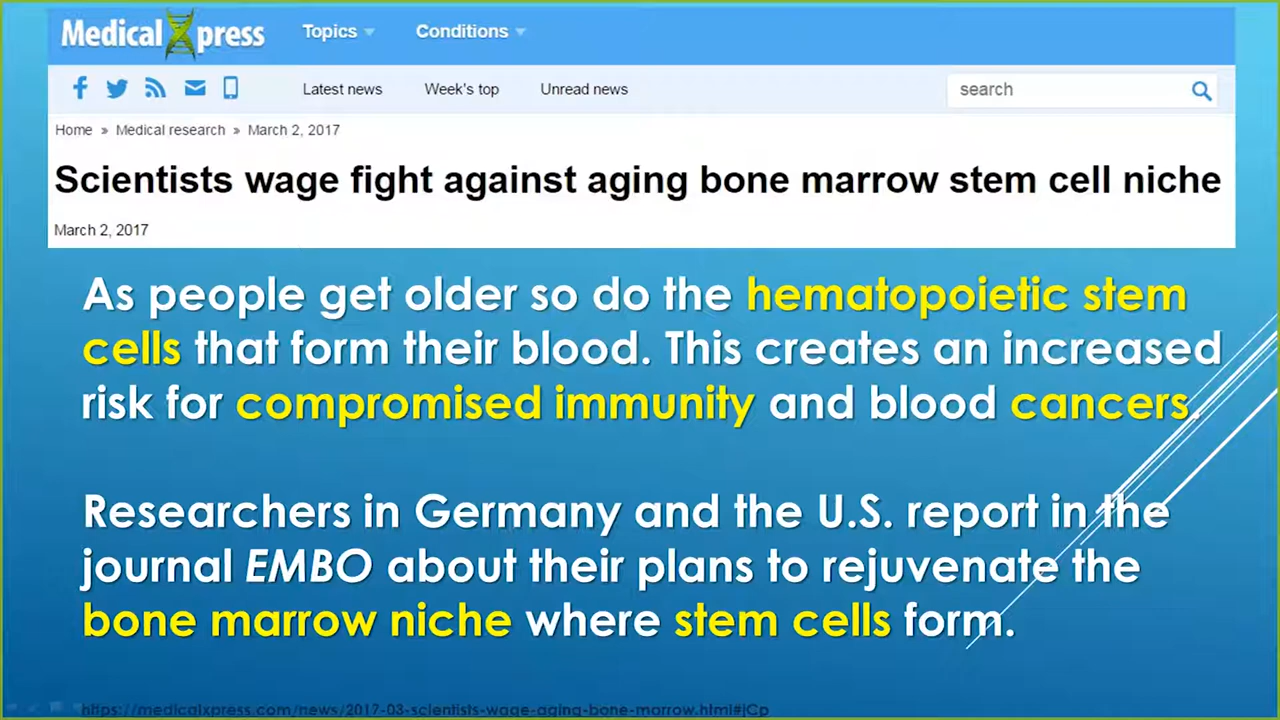 Medical Xpress Topics Conditions
Latest news Week's top Unread news search
Home » Medical research » March 2, 2017
Scientists wage fight against aging bone marrow stem cell niche
March 2, 2017
As people get older so do the hematopoietic stem
cells that form their blood. This creates an increased
risk for compromised immunity and blood cancers.
Researchers in Germany and the U.S. report in the
journal EMBO about their plans to rejuvenate the
bone marrow niche where stem cells form.
https://medicalxpress.com/news/2017-03-scientists-wage-aging-bone-marrow.html#jCp